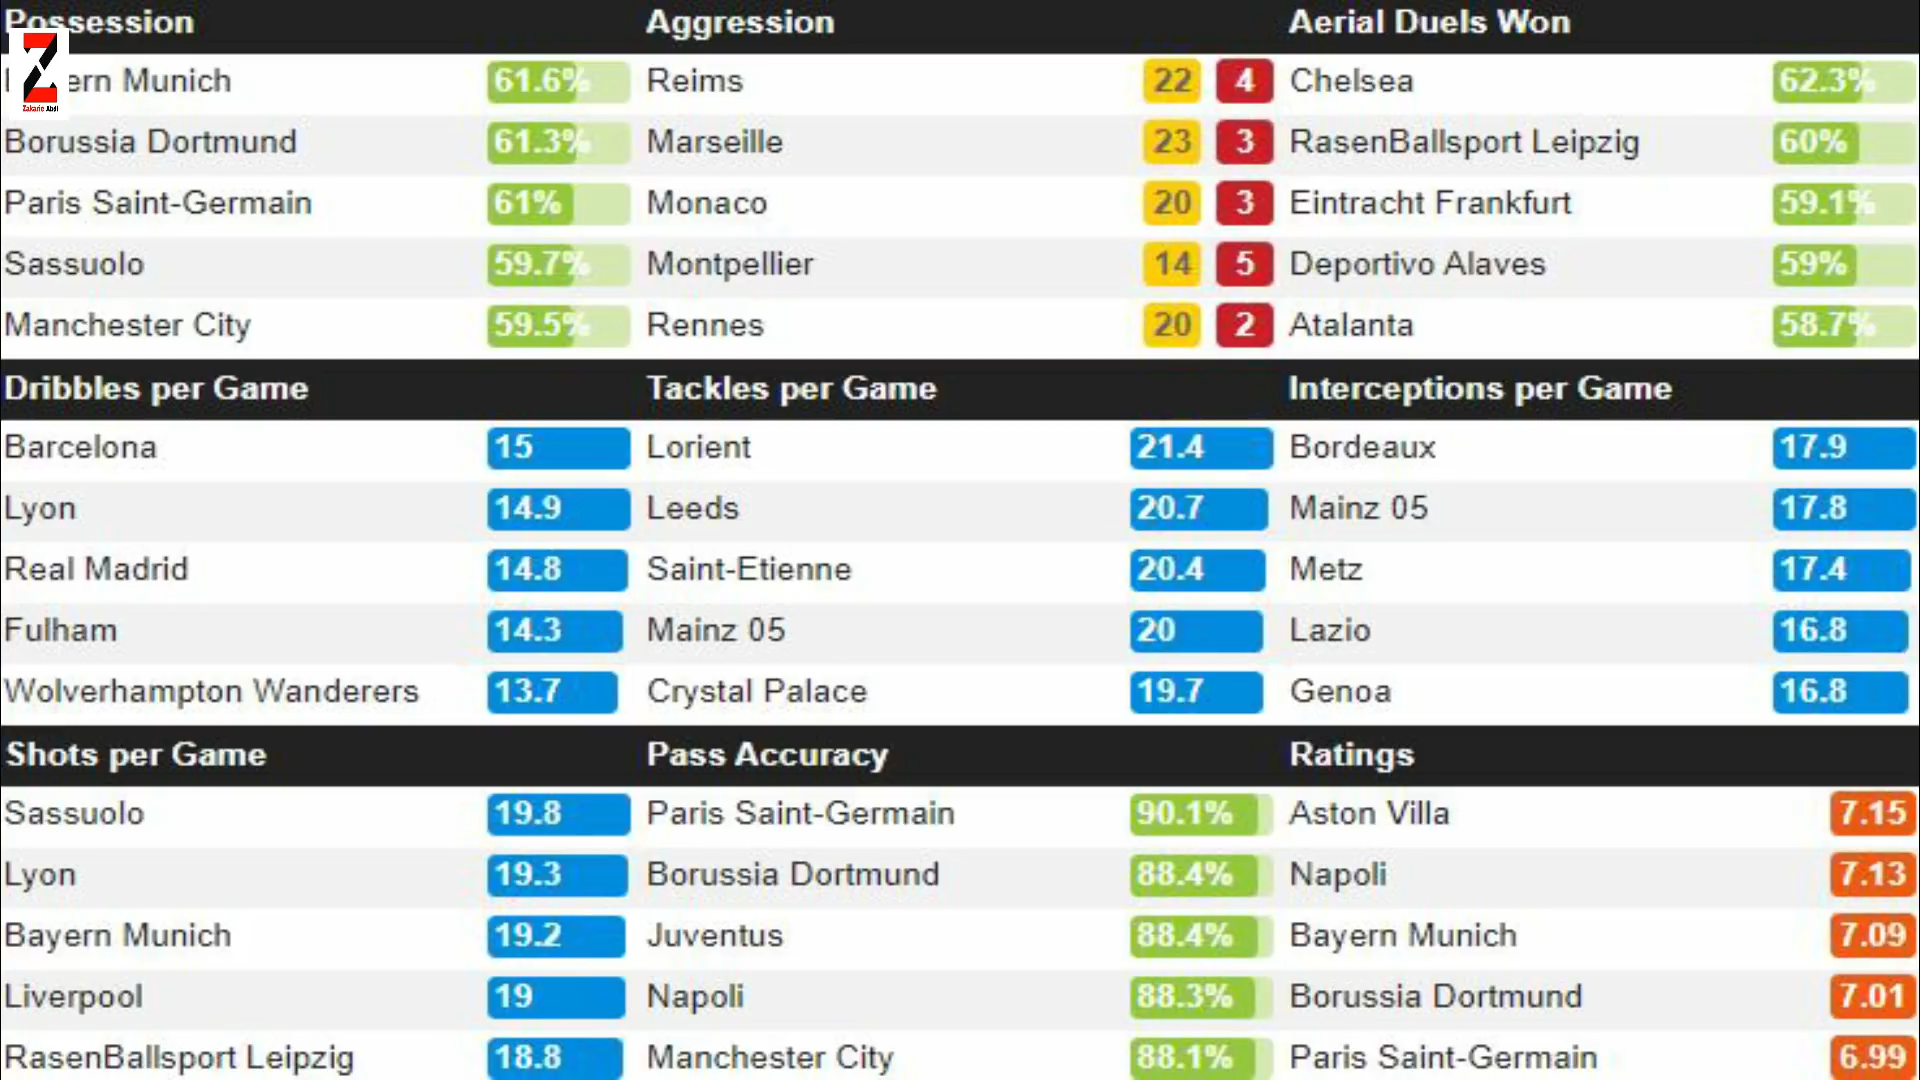 Possession Aggression Aerial Duels Won
ern Munich 61.6% Reims 22 4 Chelsea 62.3%
Borussia Dortmund 61.3% Marseille 23 3 RasenBallsport Leipzig 60%
Paris Saint-Germain 61% Monaco 20 3 Eintracht Frankfurt 59.1%
Sassuolo 59.7% Montpellier 14 5 Deportivo Alaves 59%
Manchester City 59.5% Rennes 20 2 Atalanta 58.7%
Dribbles per Game Tackles per Game Interceptions per Game
Barcelona 15 Lorient 21.4 Bordeaux 17.9
Lyon 14.9 Leeds 20.7 Mainz 05 17.8
Real Madrid 14.8 Saint-Etienne 20.4 Metz 17.4
Fulham 14.3 Mainz 05 20 Lazio 16.8
Wolverhampton Wanderers 13.7 Crystal Palace 19.7 Genoa 16.8
Shots per Game Pass Accuracy Ratings
Sassuolo 19.8 Paris Saint-Germain 90.1% Aston Villa 7.15
Lyon 19.3 Borussia Dortmund 88.4% Napoli 7.13
Bayern Munich 19.2 Juventus 88.4% Bayern Munich 7.09
Liverpool 19 Napoli 88.3% Borussia Dortmund 7.01
RasenBallsport Leipzig 18.8 Manchester City 88.1% Paris Saint-Germain 6.99
Z
Zakarie Abdi